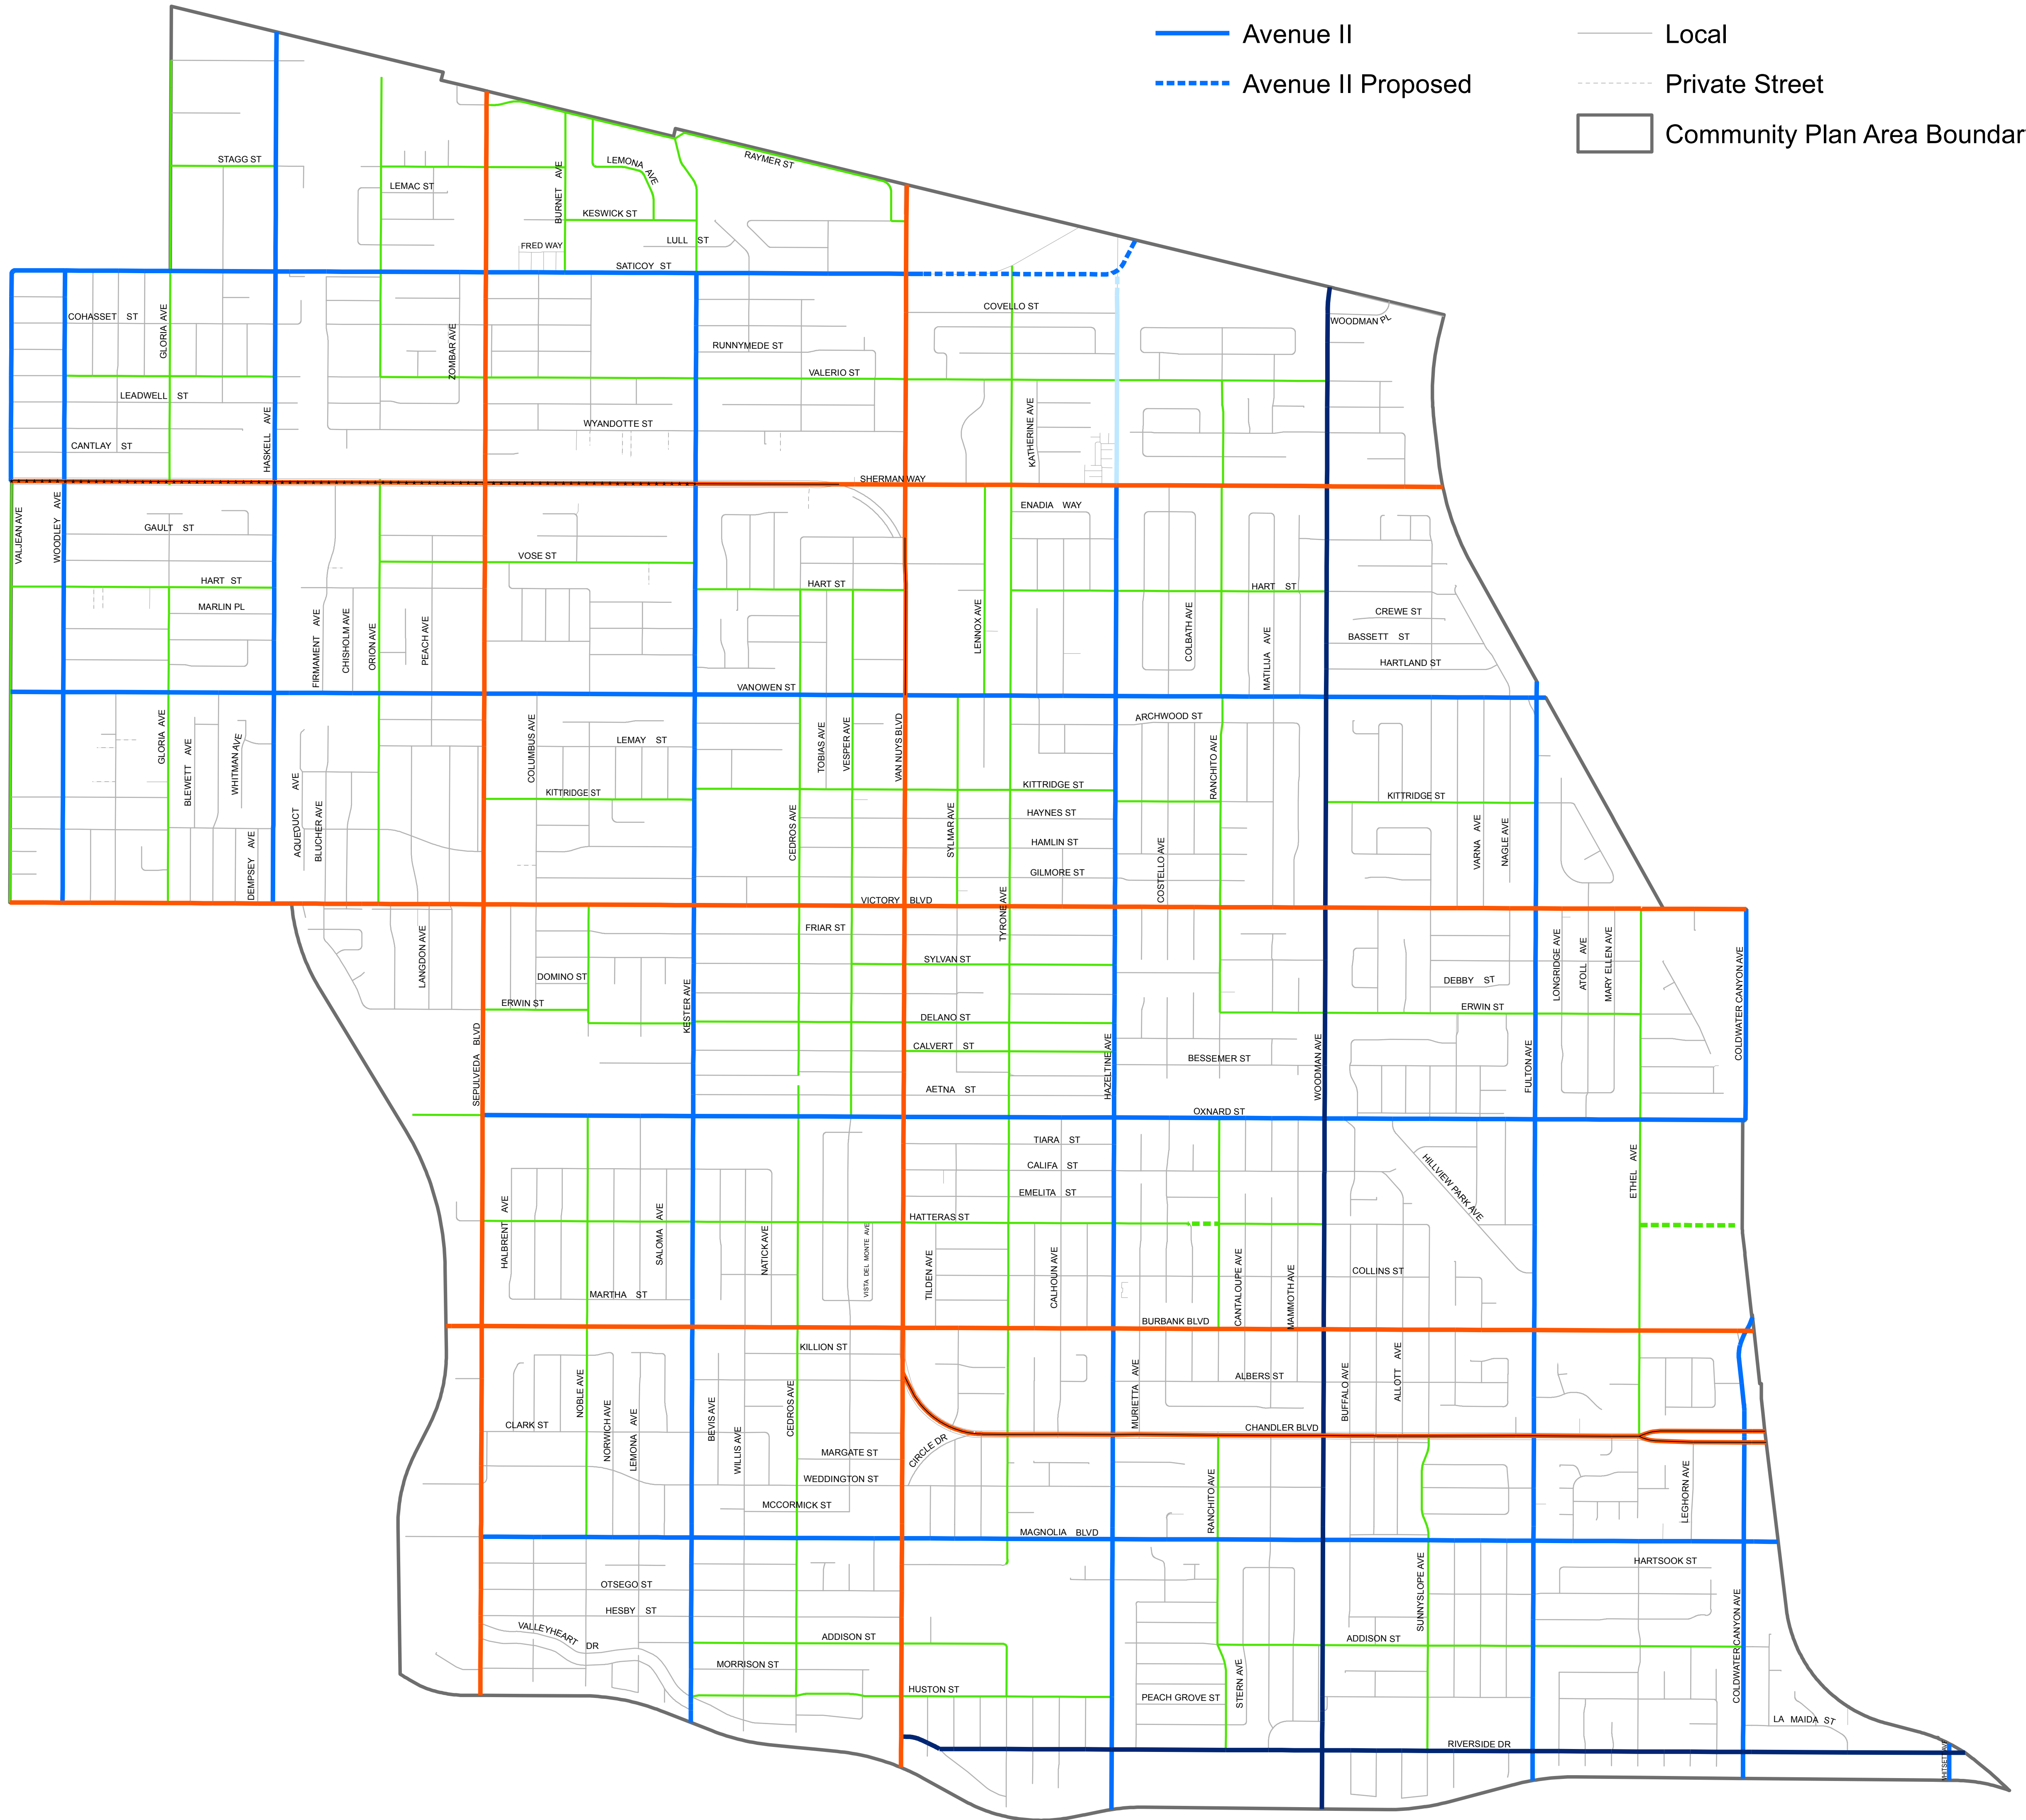 Avenue II
Local
Avenue II Proposed
Private Street
Community Plan Area Boundar
STAGG ST
LEMAC ST
BURNET AVE
LEMONA AVE
RAYMER ST
KESWICK ST
FRED WAY
LULL ST
SATICOY ST
COHASSET ST
GLORIA AVE
ZOMBAR AVE
RUNNYMEDE ST
COVELLO ST
WOODMAN PL
VALERIO ST
LEADWELL ST
HASKELL AVE
WYANDOTTE ST
KATHERINE AVE
CANTLAY ST
SHERMAN WAY
VALJEAN AVE
WOODLEY AVE
GAULT ST
VOSE ST
ENADIA WAY
HART ST
HART ST
HART ST
MARLIN PL
FIRMAMENT AVE
CHISHOLM AVE
ORION AVE
PEACH AVE
LENNOX AVE
COLBATH AVE
MATILIJA AVE
CREWE ST
BASSETT ST
HARTLAND ST
VANOWEN ST
GLORIA AVE
BLEWETT AVE
WHITMAN AVE
COLUMBUS AVE
LEMAY ST
TOBIAS AVE
VESPER AVE
VAN NUYS BLVD
ARCHWOOD ST
RANCHITO AVE
KITTRIDGE ST
KITTRIDGE ST
KITTRIDGE ST
AQUEDUCT AVE
BLUCHER AVE
DEMPSEY AVE
CEDROS AVE
SYLMAR AVE
HAYNES ST
HAMLIN ST
GILMORE ST
COSTELLO AVE
VARNA AVE
NAGLE AVE
VICTORY BLVD
TYRONE AVE
FRIAR ST
LANGDON AVE
DOMINO ST
SYLVAN ST
DEBBY ST
LONGRIDGE AVE
ATOLL AVE
MARY ELLEN AVE
COLDWATER CANYON AVE
ERWIN ST
ERWIN ST
KESTER AVE
DELANO ST
SEPULVEDA BLVD
CALVERT ST
HAZELTINE AVE
BESSEMER ST
WOODMAN AVE
FULTON AVE
AETNA ST
OXNARD ST
TIARA ST
CALIFA ST
EMELITA ST
HILLVIEW PARK AVE
ETHEL AVE
HATTERAS ST
HALBRENT AVE
SALOMA AVE
NATICK AVE
VISTA DEL MONTE AVE
TILDEN AVE
CALHOUN AVE
CANTALOUPE AVE
MAMMOTH AVE
COLLINS ST
MARTHA ST
BURBANK BLVD
KILLION ST
NOBLE AVE
NORWICH AVE
LEMONA AVE
BEVIS AVE
WILLIS AVE
CEDROS AVE
MURIETTA AVE
ALBERS ST
BUFFALO AVE
ALLOTT AVE
CLARK ST
CHANDLER BLVD
MARGATE ST
CIRCLE DR
WEDDINGTON ST
MCCORMICK ST
RANCHITO AVE
LEGHORN AVE
MAGNOLIA BLVD
OTSEGO ST
HESBY ST
HARTSOOK ST
SUNNYSLOPE AVE
VALLEYHEART DR
ADDISON ST
ADDISON ST
COLDWATER CANYON AVE
MORRISON ST
HUSTON ST
PEACH GROVE ST
STERN AVE
LA MAIDA ST
RIVERSIDE DR